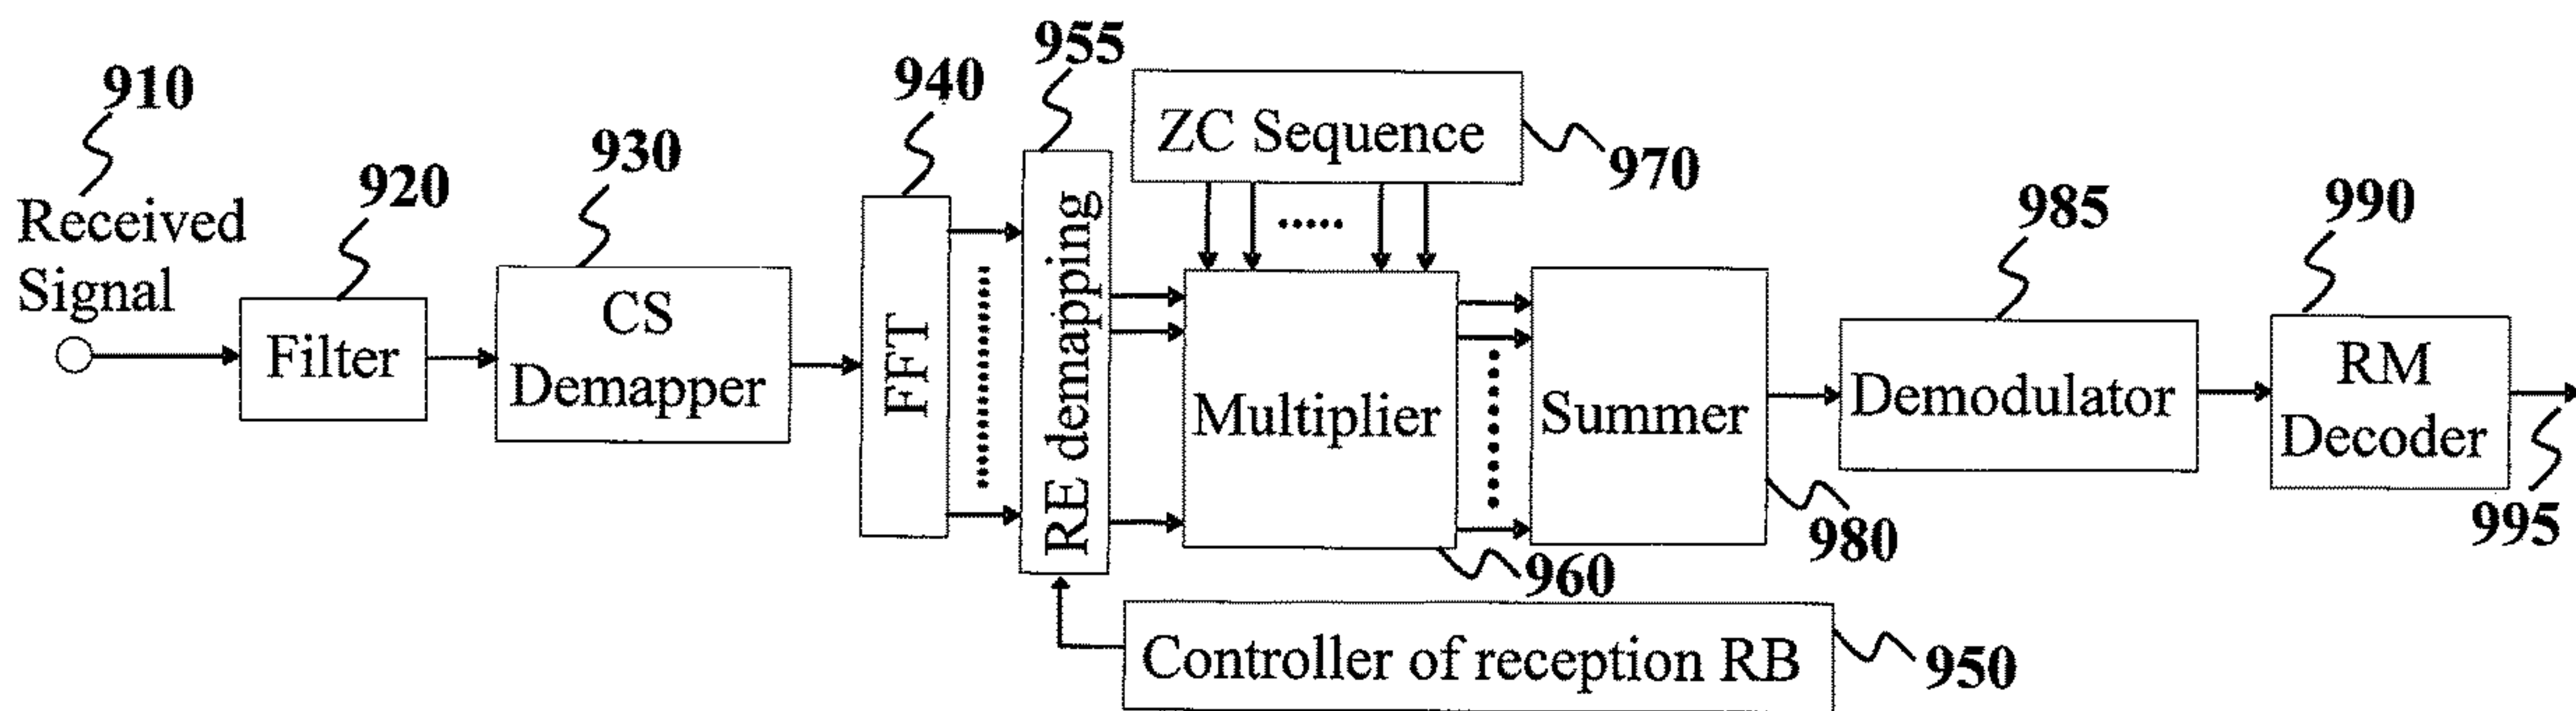 910
Received
Signal
920
Filter
930
CS
Demapper
940
FFT
955
RE demapping
ZC Sequence
970
Multiplier
960
Summer
980
Controller of reception RB
950
985
Demodulator
990
RM
Decoder
995